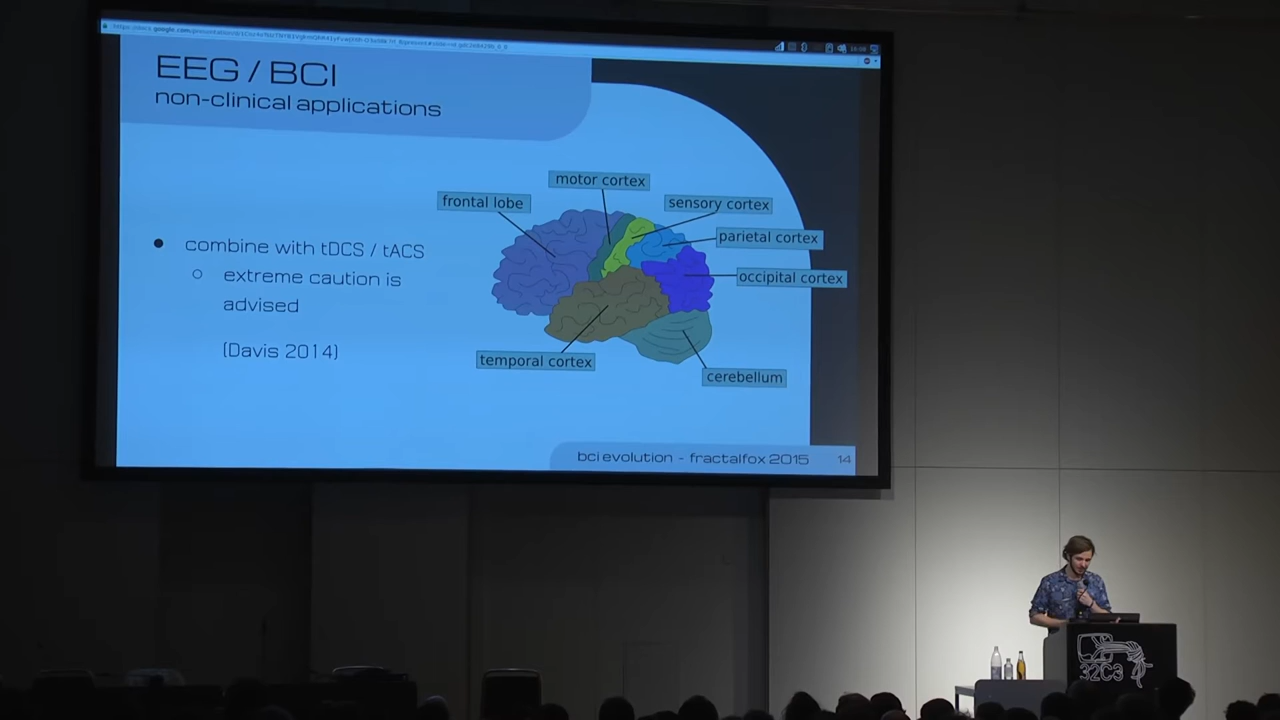 EEG / BCI
non-clinical applications
motor cortex
frontal lobe
sensory cortex
parietal cortex
occipital cortex
temporal cortex
cerebellum
● combine with tDCS / tACS
○ extreme caution is
advised
(Davis 2014)
bci evolution - fractalfox 2015 14
32C3